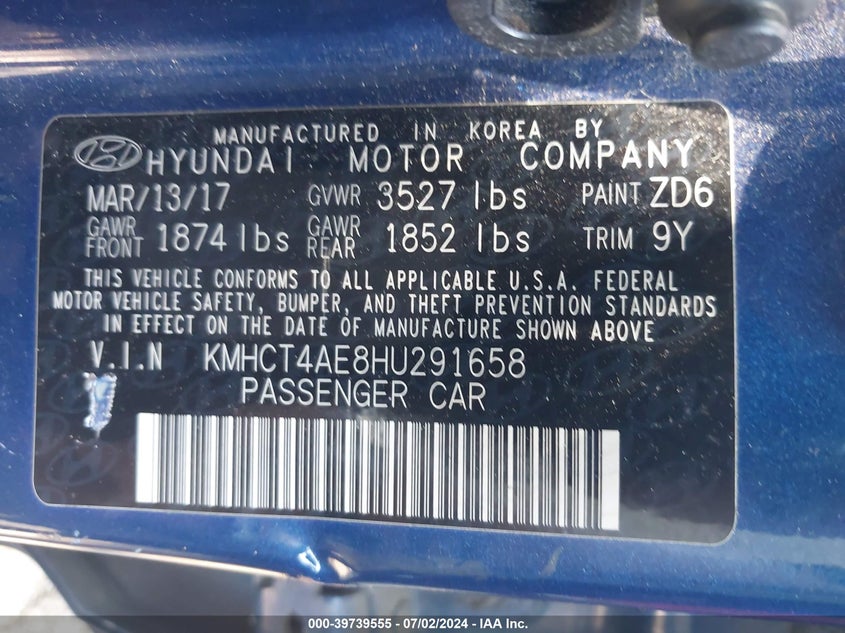 MANUFACTURED IN KOREA BY
HYUNDAI MOTOR COMPANY
MAR/13/17 GVWR 3527 lbs PAINT ZD6
GAWR FRONT 1874 lbs GAWR REAR 1852 lbs TRIM 9Y
THIS VEHICLE CONFORMS TO ALL APPLICABLE U.S.A. FEDERAL
MOTOR VEHICLE SAFETY, BUMPER, AND THEFT PREVENTION STANDARDS
IN EFFECT ON THE DATE OF MANUFACTURE SHOWN ABOVE
V.I.N KMHCT4AE8HU291658
PASSENGER CAR
000-39739555 - 07/02/2024 - IAA Inc.